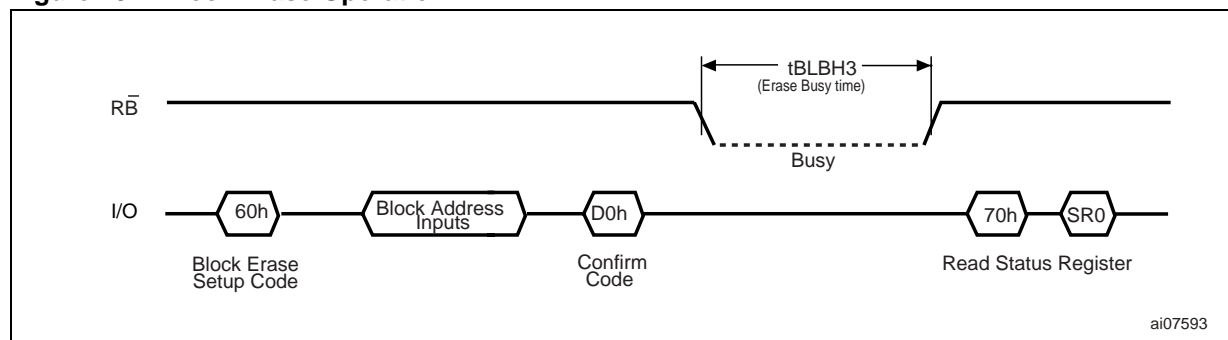 tBLBH3
(Erase Busy time)
RB̅
Busy
I/O
60h
Block Address
Inputs
D0h
70h
SR0
Block Erase
Setup Code
Confirm
Code
Read Status Register
ai07593